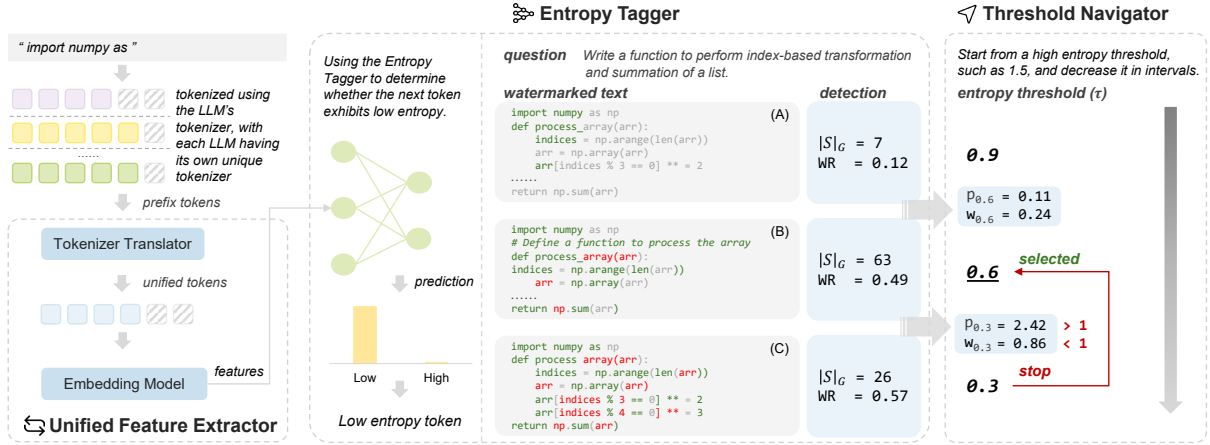 “ import numpy as ”
tokenized using
the LLM’s
tokenizer, with
each LLM having
its own unique
tokenizer
......
prefix tokens
Tokenizer Translator
unified tokens
Embedding Model
features
Unified Feature Extractor
Entropy Tagger
Using the Entropy
Tagger to determine
whether the next token
exhibits low entropy.
prediction
Low High
Low entropy token
question Write a function to perform index-based transformation
and summation of a list.
watermarked text detection
(A)
import numpy as np
def process_array(arr):
indices = np.arange(len(arr))
arr = np.array(arr)
arr[indices % 3 == 0] ** = 2
......
return np.sum(arr)
|S|G = 7
WR = 0.12
(B)
import numpy as np
# Define a function to process the array
def process_array(arr):
indices = np.arange(len(arr))
arr = np.array(arr)
......
return np.sum(arr)
|S|G = 63
WR = 0.49
(C)
import numpy as np
def process array(arr):
indices = np.arange(len(arr))
arr = np.array(arr)
arr[indices % 3 == 0] ** = 2
arr[indices % 4 == 0] ** = 3
return np.sum(arr)
|S|G = 26
WR = 0.57
Threshold Navigator
Start from a high entropy threshold,
such as 1.5, and decrease it in intervals.
entropy threshold (τ)
0.9
p0.6 = 0.11
w0.6 = 0.24
selected
0.6
p0.3 = 2.42 > 1
w0.3 = 0.86 < 1
stop
0.3